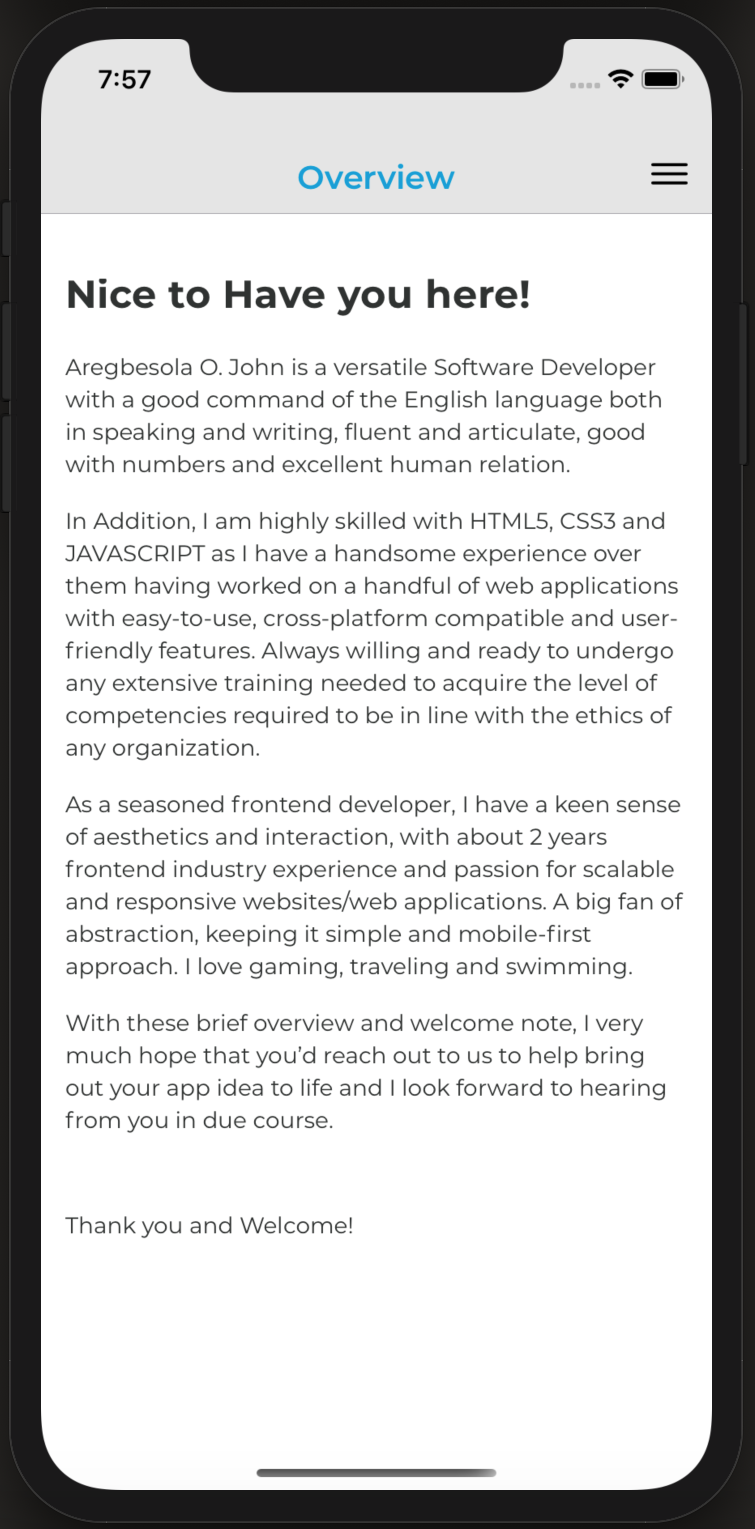 7:57
Overview
Nice to Have you here!
Aregbesola O. John is a versatile Software Developer
with a good command of the English language both
in speaking and writing, fluent and articulate, good
with numbers and excellent human relation.
In Addition, I am highly skilled with HTML5, CSS3 and
JAVASCRIPT as I have a handsome experience over
them having worked on a handful of web applications
with easy-to-use, cross-platform compatible and user-
friendly features. Always willing and ready to undergo
any extensive training needed to acquire the level of
competencies required to be in line with the ethics of
any organization.
As a seasoned frontend developer, I have a keen sense
of aesthetics and interaction, with about 2 years
frontend industry experience and passion for scalable
and responsive websites/web applications. A big fan of
abstraction, keeping it simple and mobile-first
approach. I love gaming, traveling and swimming.
With these brief overview and welcome note, I very
much hope that you’d reach out to us to help bring
out your app idea to life and I look forward to hearing
from you in due course.
Thank you and Welcome!